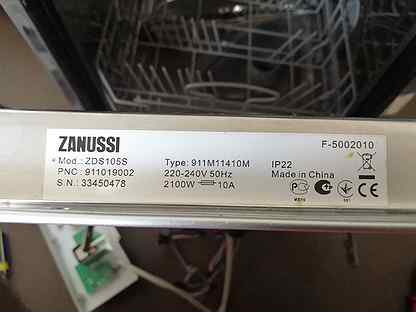 ZANUSSI
F-5002010
Mod.: ZDS105S Type: 911M11410M IP22
PNC : 911019002 220-240V 50Hz Made in China
S.N.: 33450478 2100W 10A